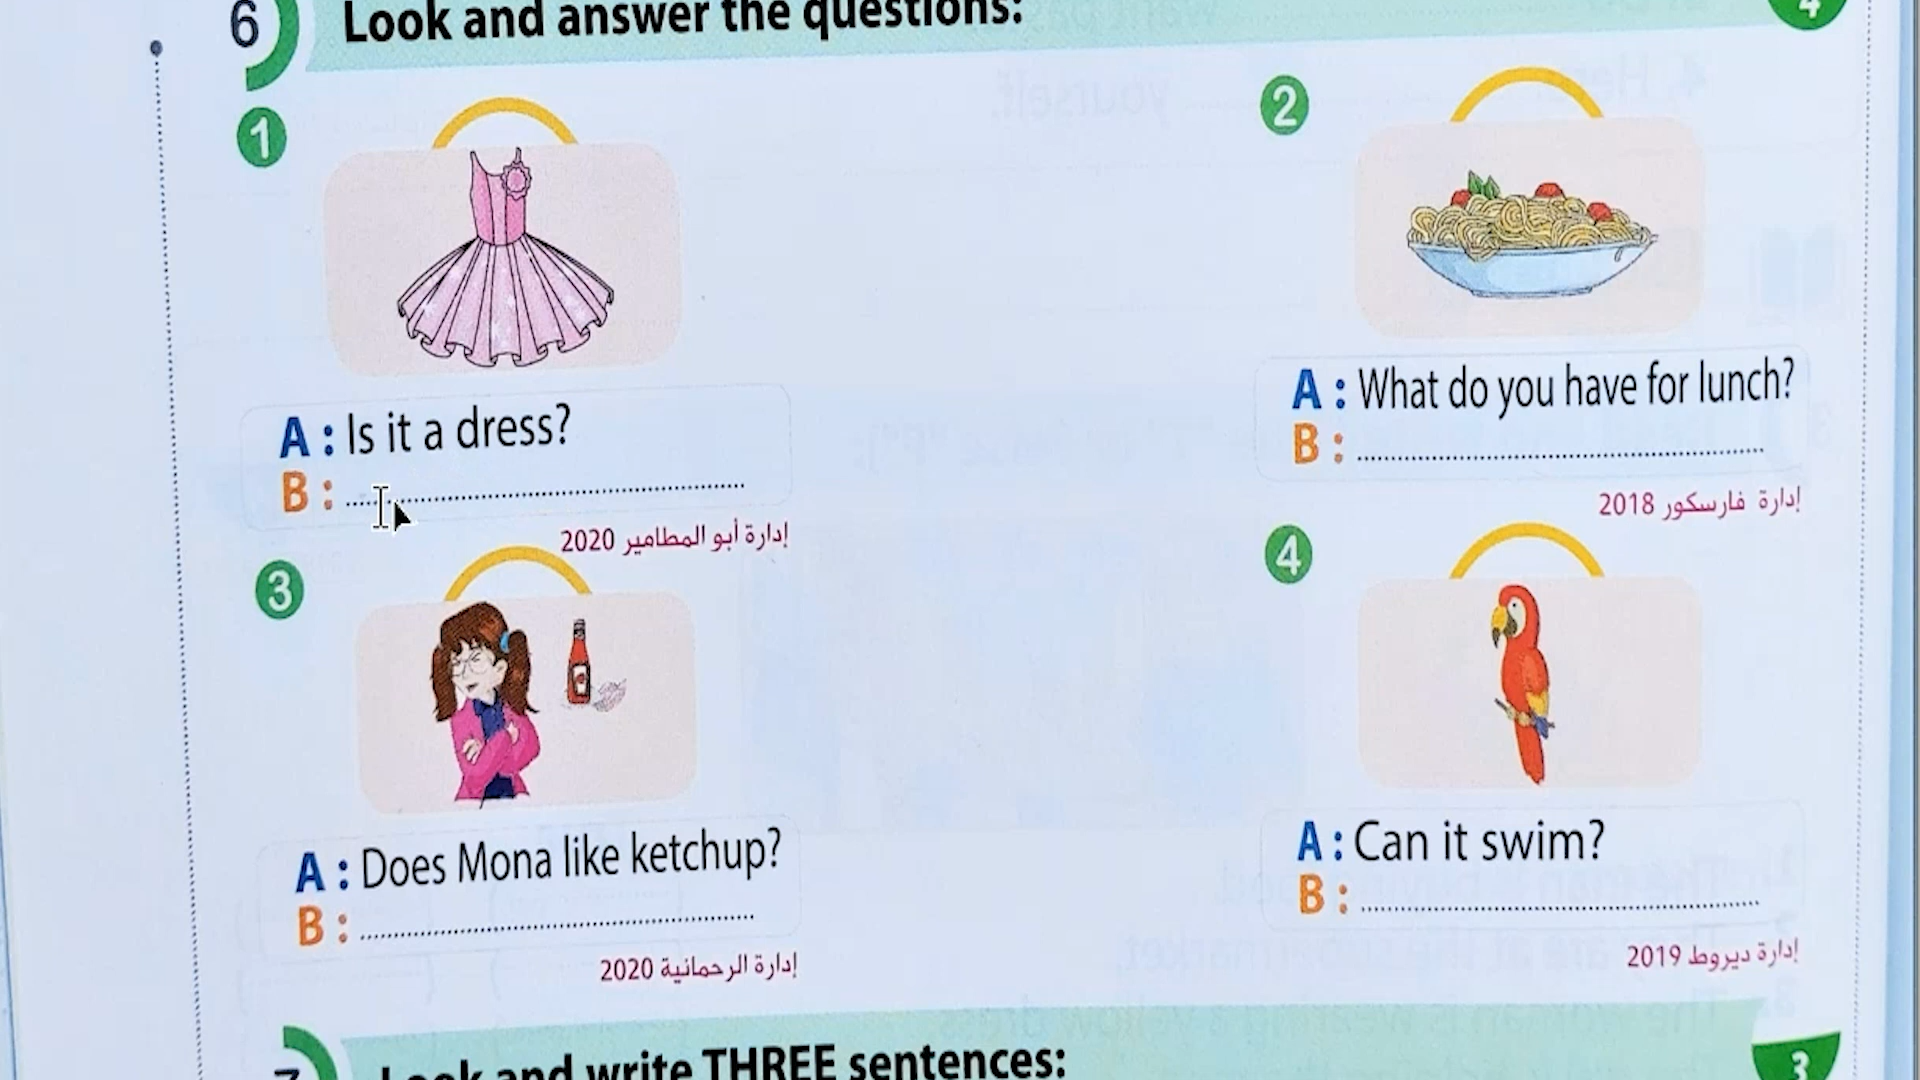 6 Look and answer the questions: 4
1
2
A : Is it a dress?
B :
إدارة أبو المطامير 2020
A : What do you have for lunch?
B :
إدارة فارسكور 2018
3
4
A : Does Mona like ketchup?
B :
إدارة الرحمانية 2020
A : Can it swim?
B :
إدارة ديروط 2019
7 Look and write THREE sentences: 3